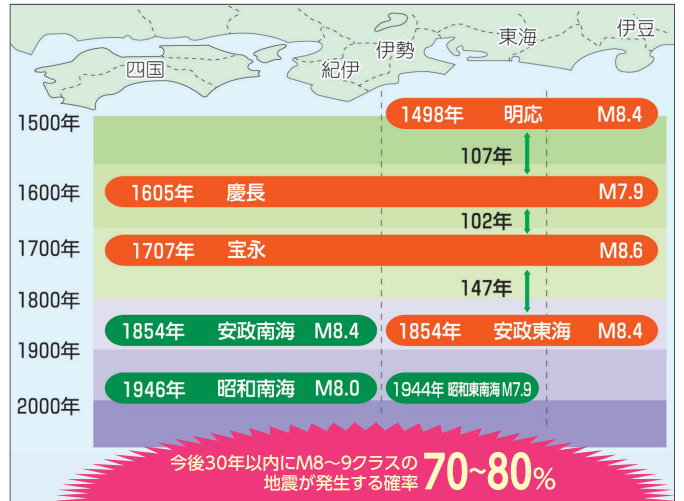 四国
紀伊
伊勢
東海
伊豆
1500年
1498年 明応 M8.4
107年
1600年
1605年 慶長 M7.9
102年
1700年
1707年 宝永 M8.6
147年
1800年
1854年 安政南海 M8.4
1854年 安政東海 M8.4
1900年
1946年 昭和南海 M8.0
1944年 昭和東南海 M7.9
2000年
今後30年以内にM8～9クラスの
地震が発生する確率 70~80%